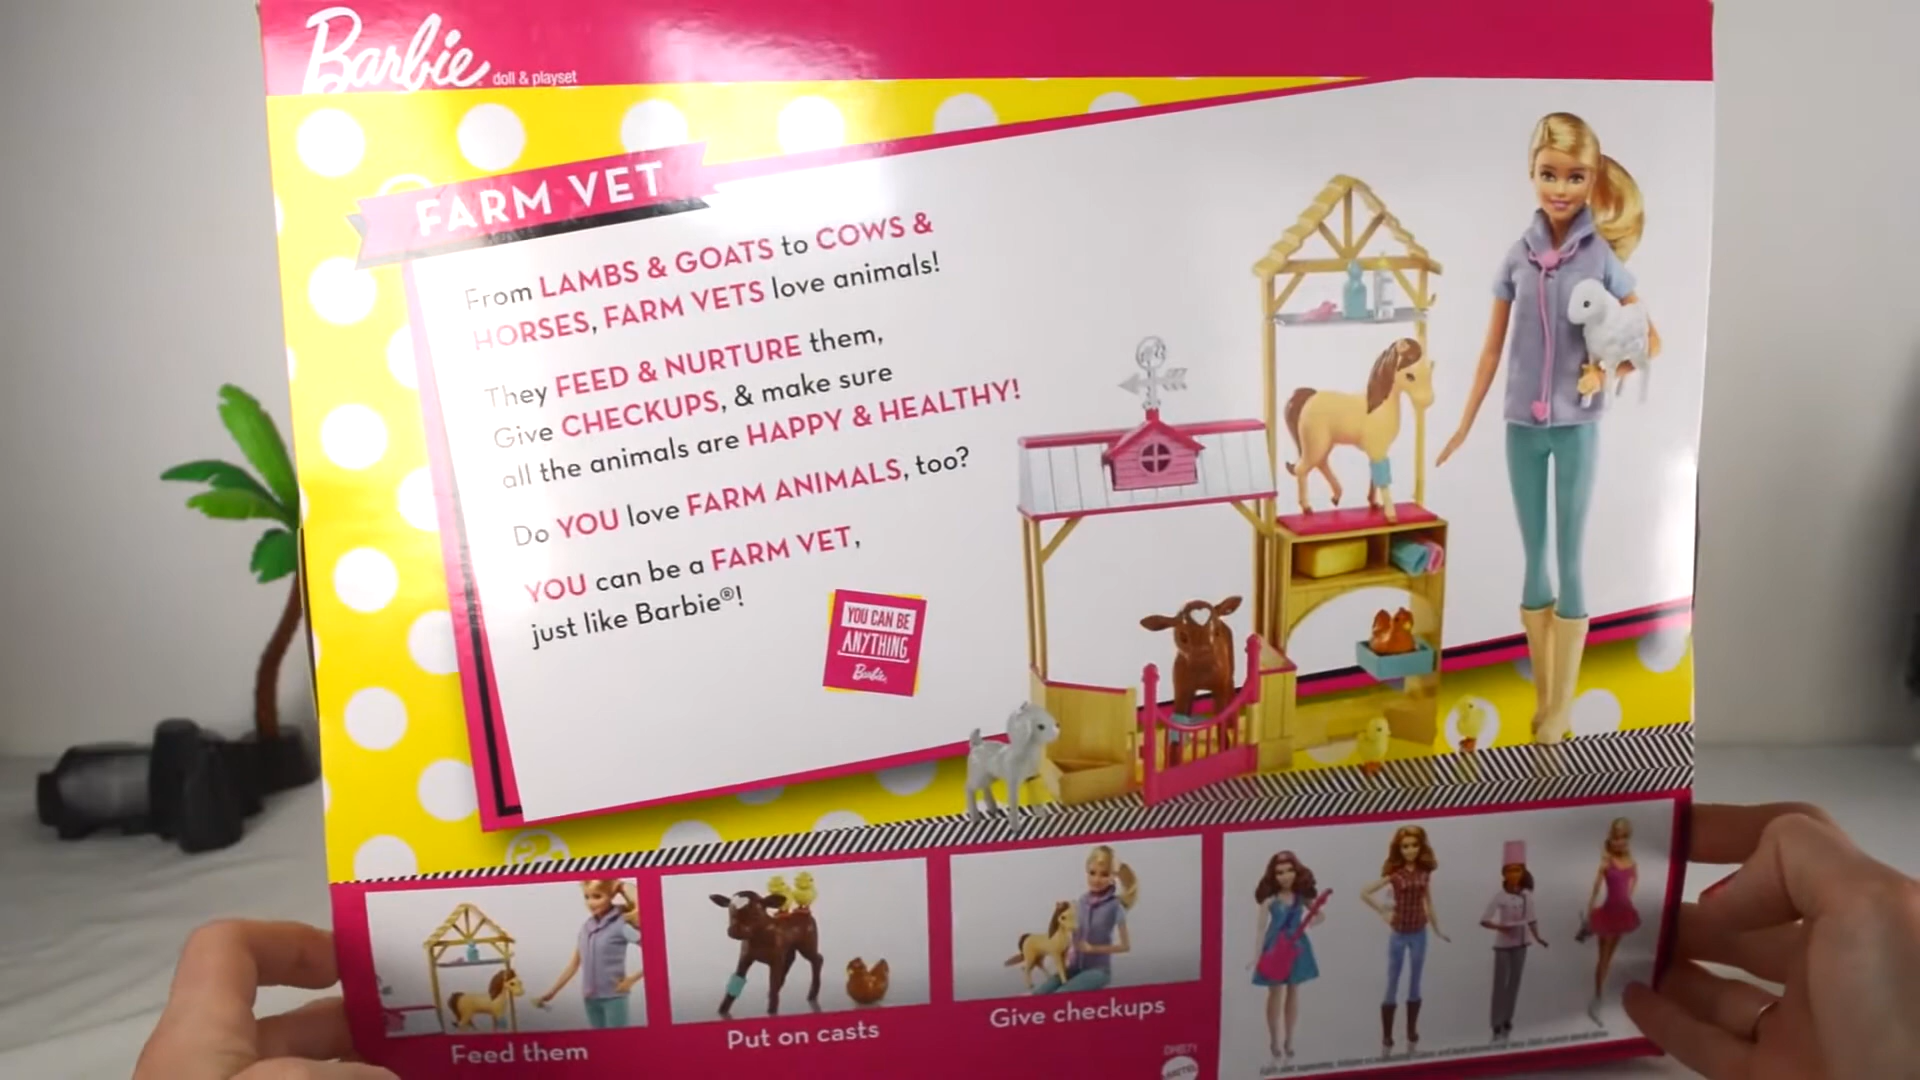 Barbie
doll & playset
FARM VET
From LAMBS & GOATS to COWS &
HORSES, FARM VETS love animals!
They FEED & NURTURE them,
Give CHECKUPS, & make sure
all the animals are HAPPY & HEALTHY!
Do YOU love FARM ANIMALS, too?
YOU can be a FARM VET,
just like Barbie®!
YOU CAN BE
ANYTHING
Barbie
Feed them
Put on casts
Give checkups
MATTEL